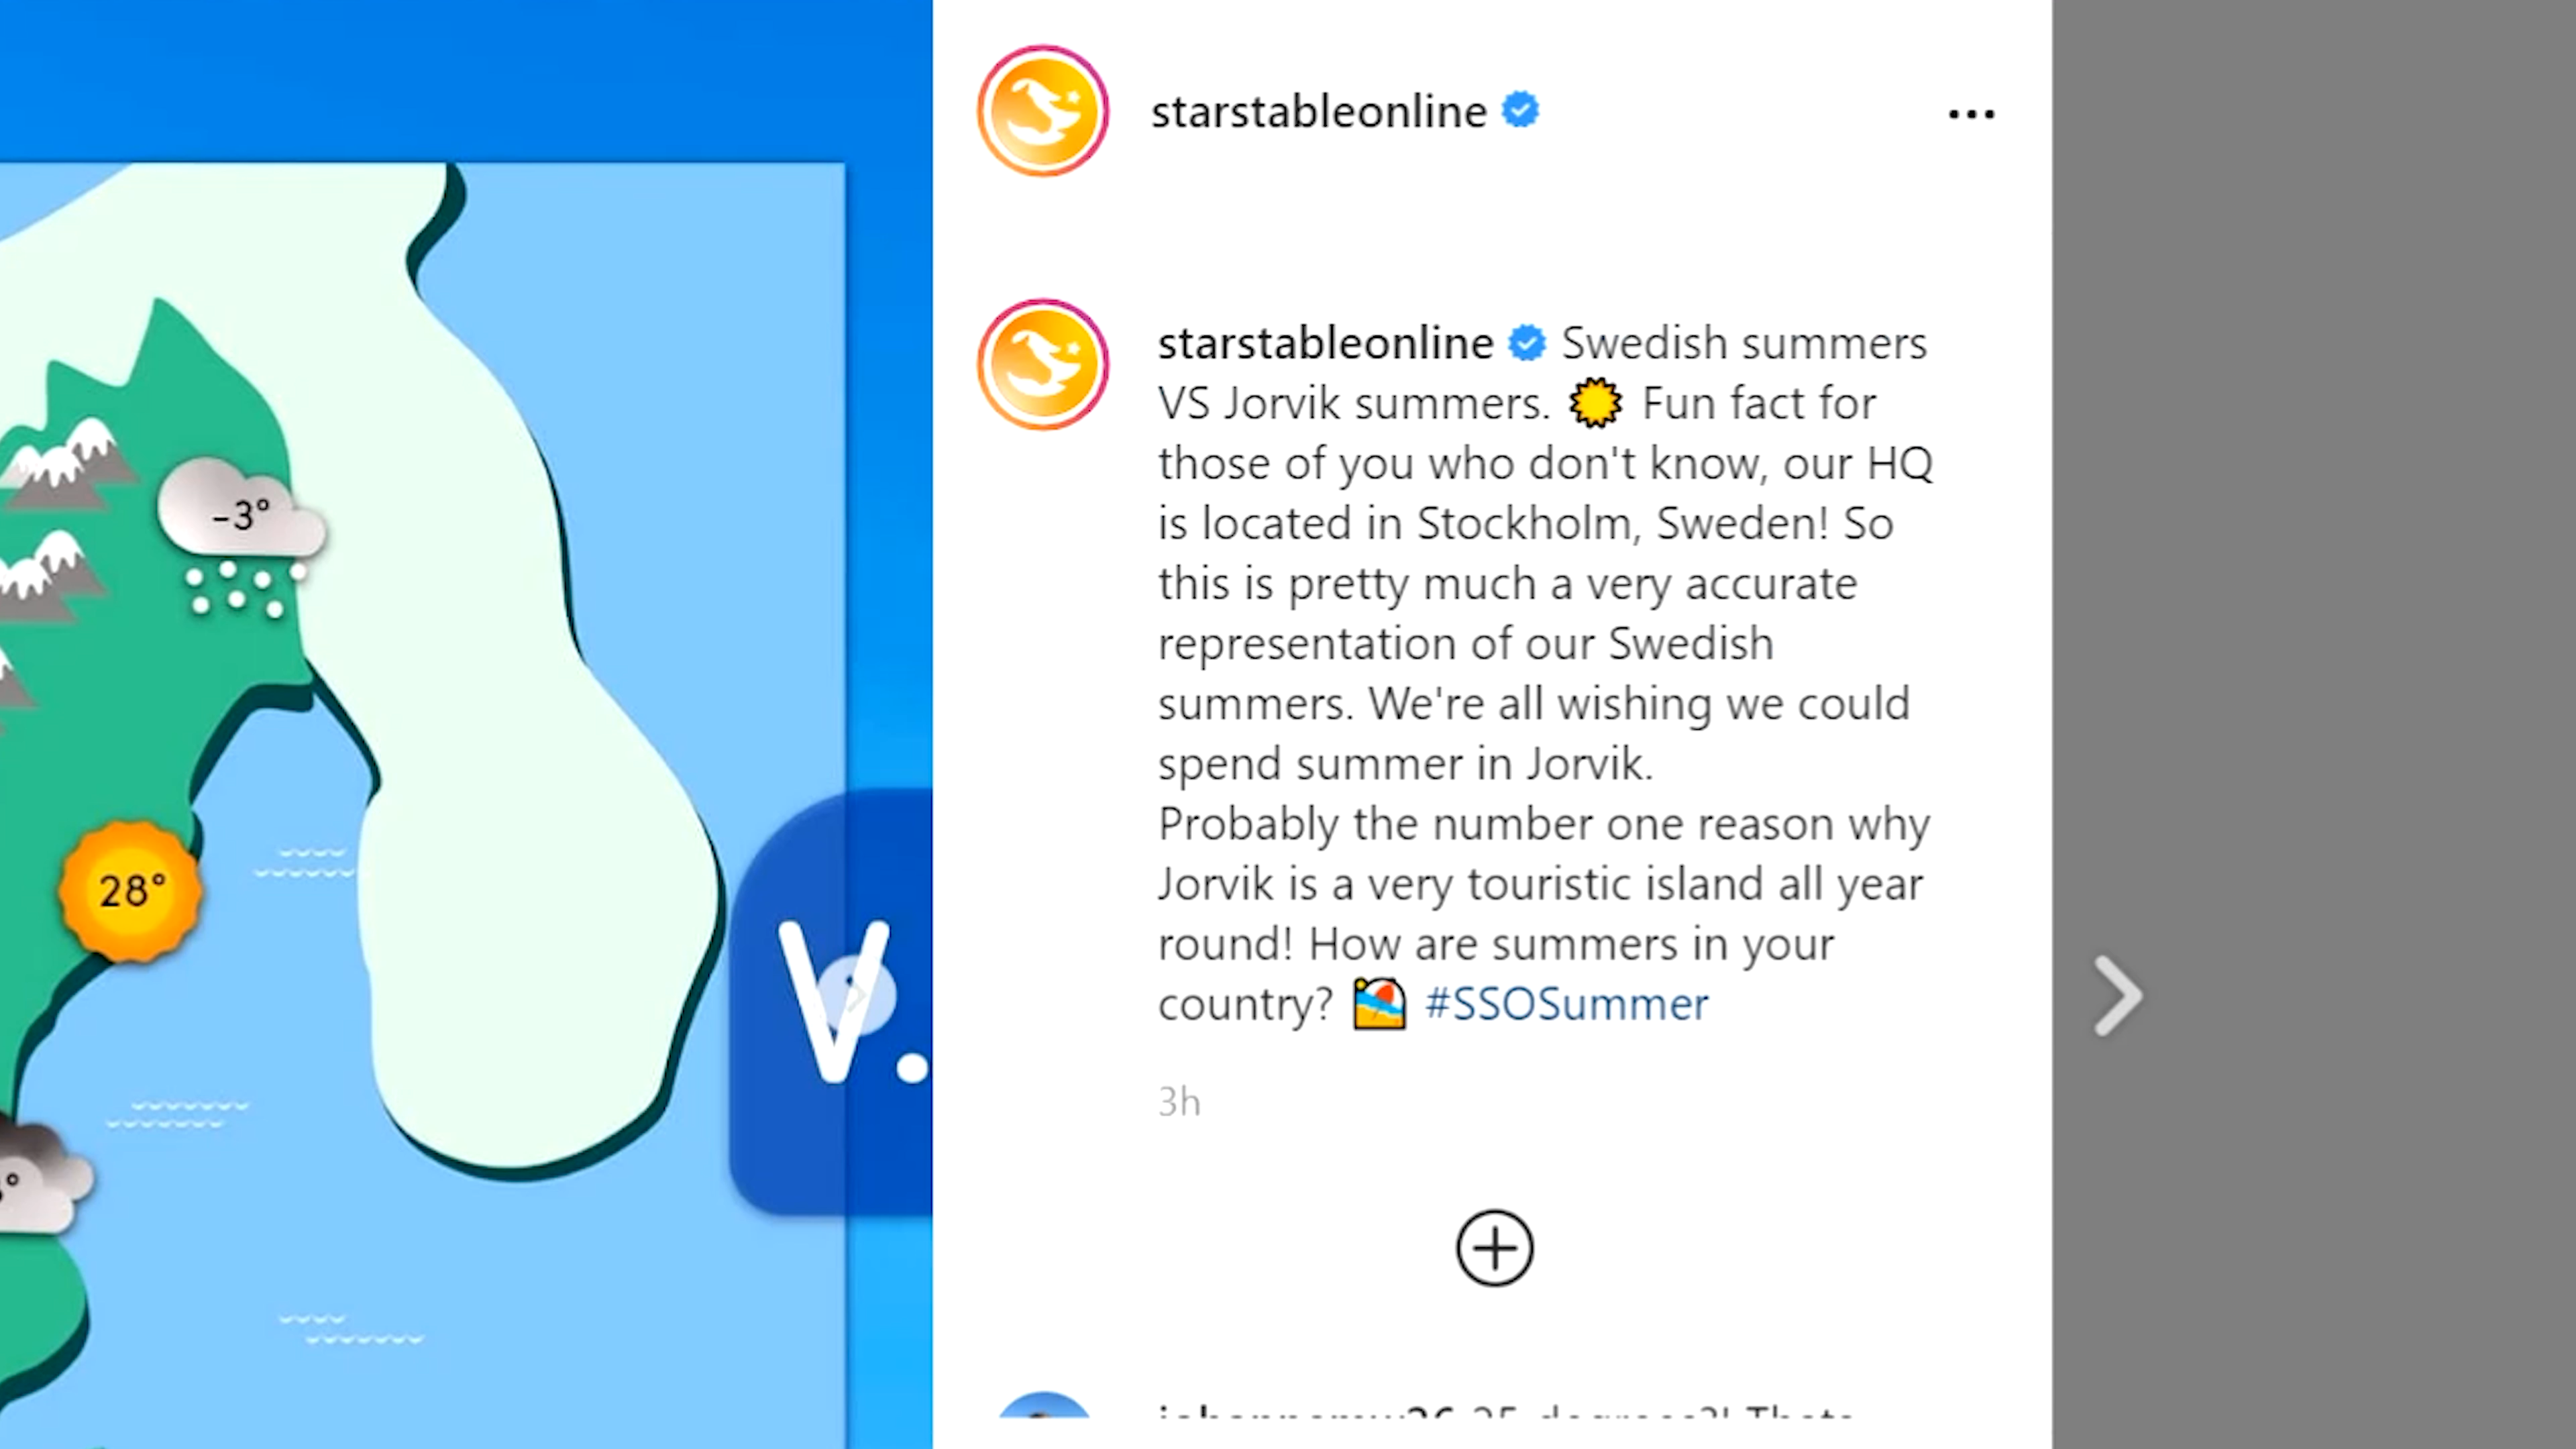 starstableonline
-3°
28°
V.
starstableonline Swedish summers
VS Jorvik summers. Fun fact for
those of you who don't know, our HQ
is located in Stockholm, Sweden! So
this is pretty much a very accurate
representation of our Swedish
summers. We're all wishing we could
spend summer in Jorvik.
Probably the number one reason why
Jorvik is a very touristic island all year
round! How are summers in your
country? #SSOSummer
3h